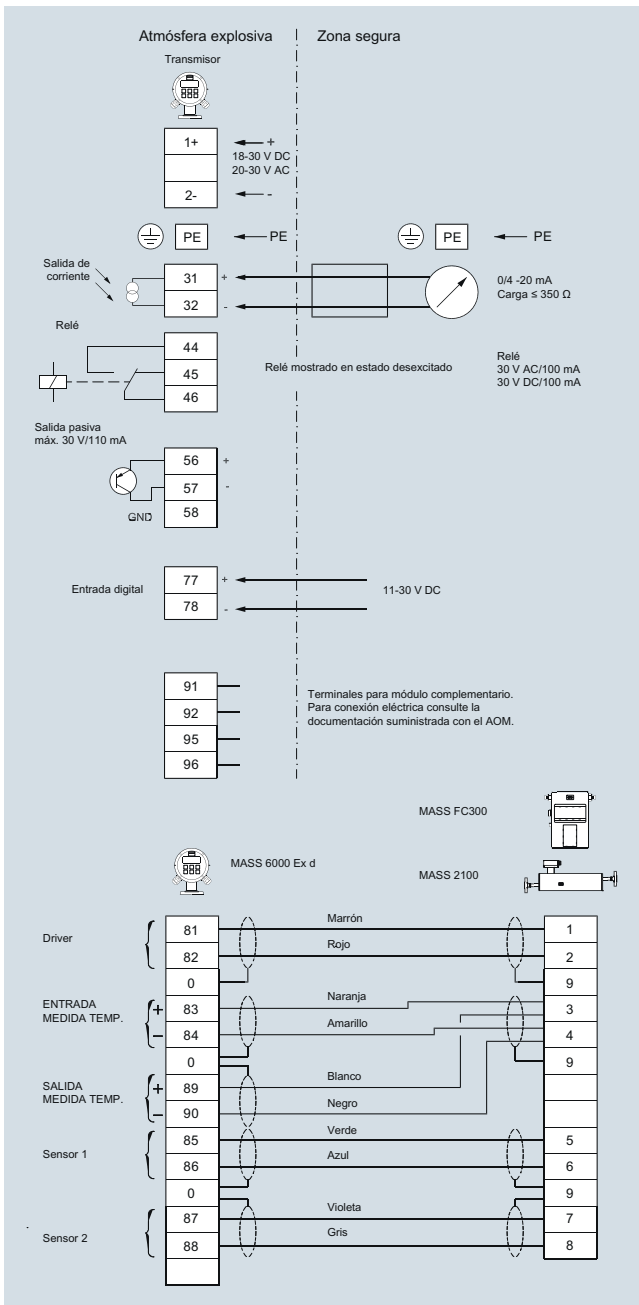 Atmósfera explosiva
Zona segura
Transmisor
1+
+
18-30 V DC
20-30 V AC
2-
-
PE
PE
PE
PE
Salida de
corriente
31
+
32
-
0/4 -20 mA
Carga ≤ 350 Ω
Relé
44
45
46
Relé mostrado en estado desexcitado
Relé
30 V AC/100 mA
30 V DC/100 mA
Salida pasiva
máx. 30 V/110 mA
56
+
57
-
GND
58
Entrada digital
77
+
78
-
11-30 V DC
91
92
95
96
Terminales para módulo complementario.
Para conexión eléctrica consulte la
documentación suministrada con el AOM.
MASS FC300
MASS 6000 Ex d
MASS 2100
Driver
81
Marrón
1
82
Rojo
2
0
9
ENTRADA
MEDIDA TEMP.
+
83
Naranja
3
−
84
Amarillo
4
0
9
SALIDA
MEDIDA TEMP.
+
89
Blanco
−
90
Negro
Sensor 1
85
Verde
5
86
Azul
6
0
9
Sensor 2
87
Violeta
7
88
Gris
8